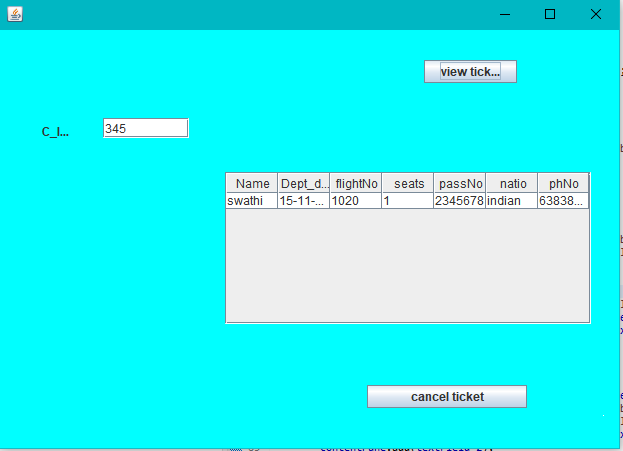 view tick...
C_I... 345
Name Dept_d... flightNo seats passNo natio phNo
swathi 15-11-... 1020 1 2345678 indian 63838...
cancel ticket